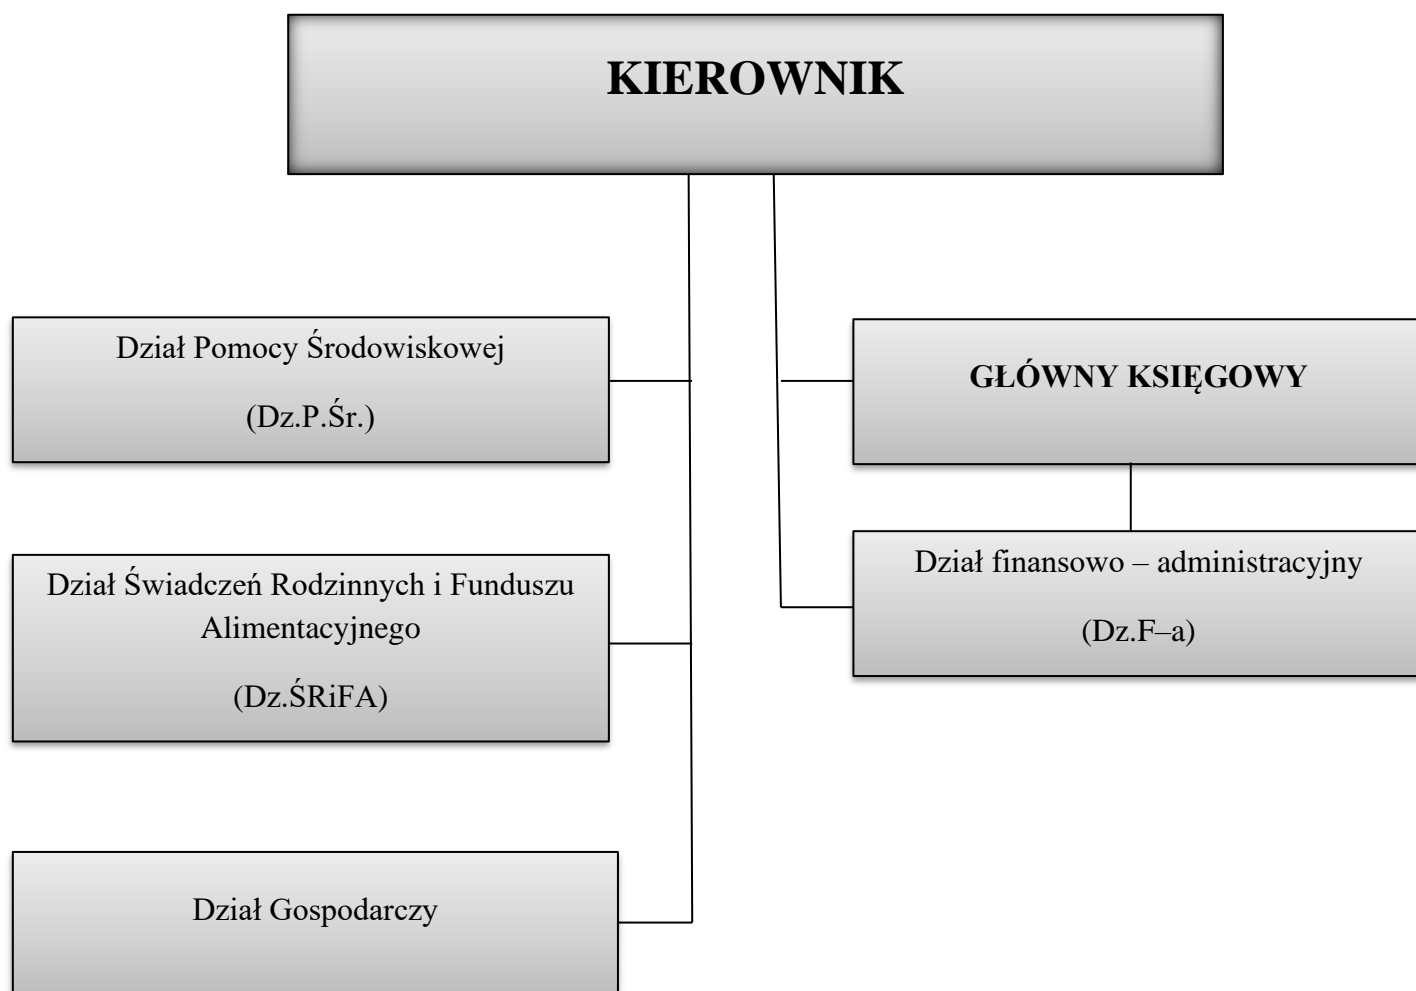 KIEROWNIK
Dział Pomocy Środowiskowej
(Dz.P.Śr.)
GŁÓWNY KSIĘGOWY
Dział Świadczeń Rodzinnych i Funduszu
Alimentacyjnego
(Dz.ŚRiFA)
Dział finansowo – administracyjny
(Dz.F–a)
Dział Gospodarczy